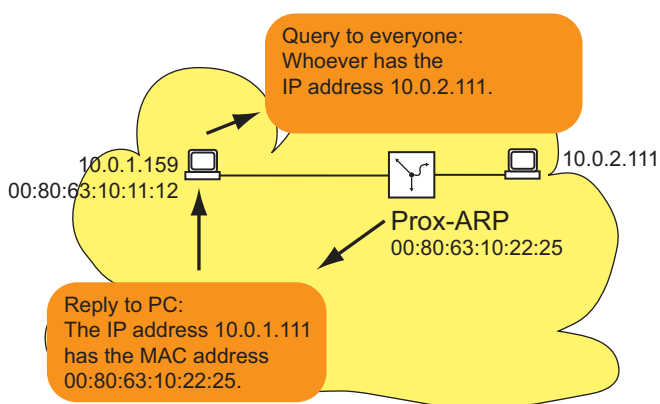 Query to everyone:
Whoever has the
IP address 10.0.2.111.
10.0.1.159
00:80:63:10:11:12
10.0.2.111
Prox-ARP
00:80:63:10:22:25
Reply to PC:
The IP address 10.0.1.111
has the MAC address
00:80:63:10:22:25.